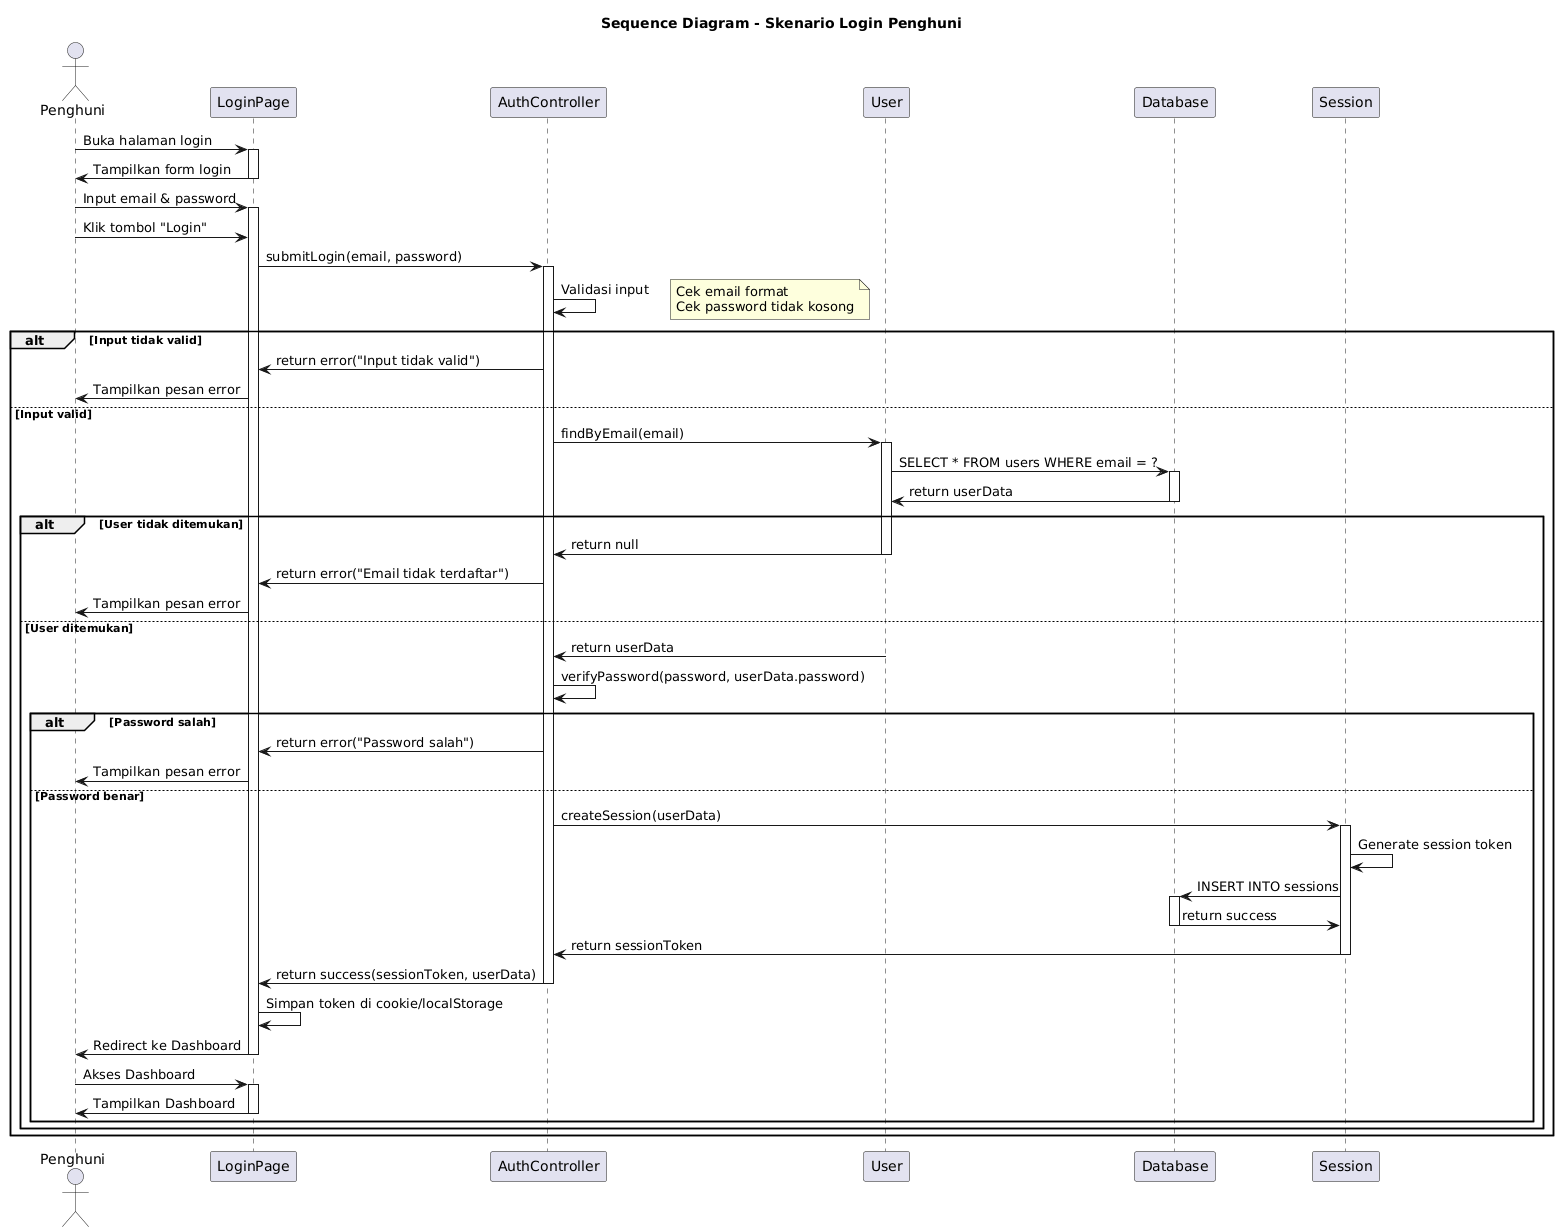 Sequence Diagram - Skenario Login Penghuni
Penghuni
LoginPage
AuthController
User
Database
Session
Buka halaman login
Tampilkan form login
Input email & password
Klik tombol "Login"
submitLogin(email, password)
Validasi input
Cek email format
Cek password tidak kosong
alt [Input tidak valid]
return error("Input tidak valid")
Tampilkan pesan error
[Input valid]
findByEmail(email)
SELECT * FROM users WHERE email = ?
return userData
alt [User tidak ditemukan]
return null
return error("Email tidak terdaftar")
Tampilkan pesan error
[User ditemukan]
return userData
verifyPassword(password, userData.password)
alt [Password salah]
return error("Password salah")
Tampilkan pesan error
[Password benar]
createSession(userData)
Generate session token
INSERT INTO sessions
return success
return sessionToken
return success(sessionToken, userData)
Simpan token di cookie/localStorage
Redirect ke Dashboard
Akses Dashboard
Tampilkan Dashboard
Penghuni
LoginPage
AuthController
User
Database
Session